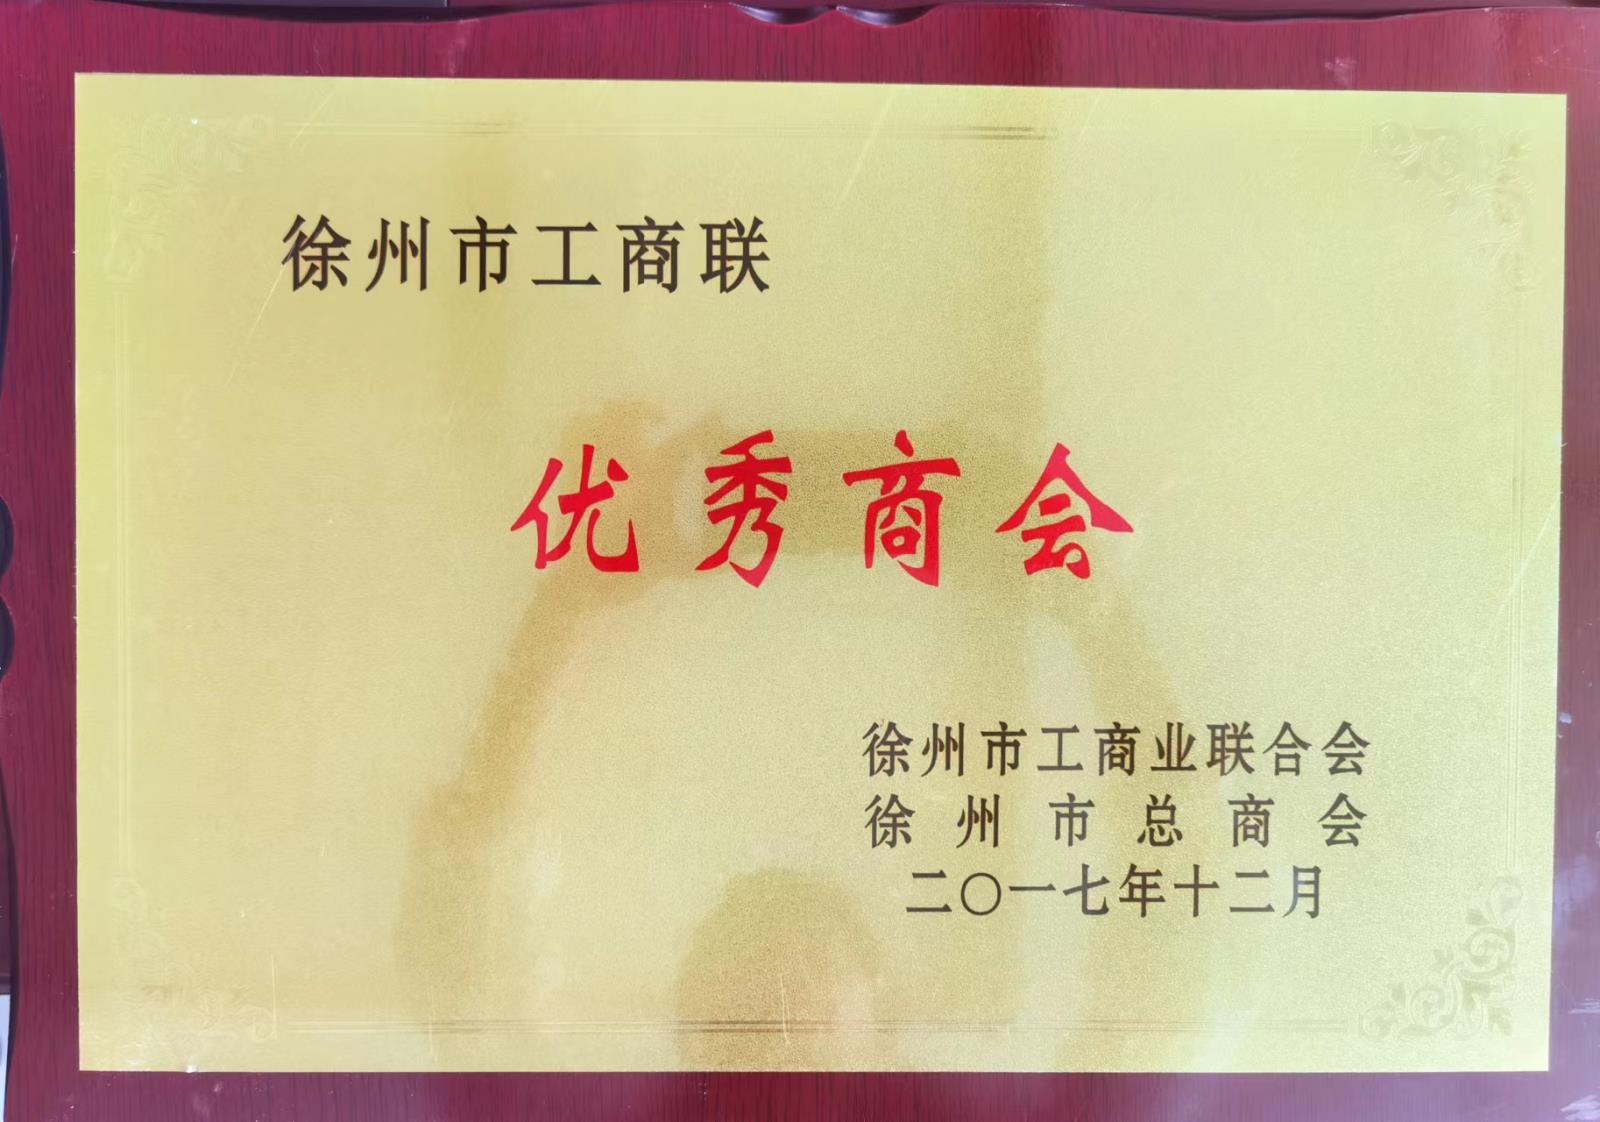 徐州市工商联
优秀商会
徐州市工商业联合会
徐州市总商会
二〇一七年十二月